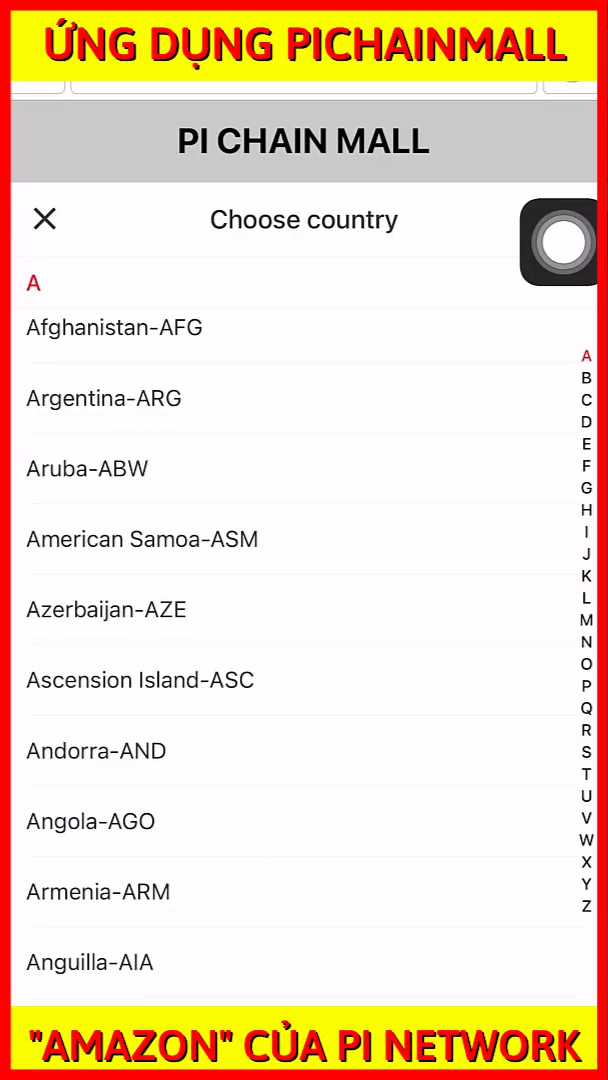 ỨNG DỤNG PICHAINMALL
PI CHAIN MALL
Choose country
A
Afghanistan-AFG
Argentina-ARG
Aruba-ABW
American Samoa-ASM
Azerbaijan-AZE
Ascension Island-ASC
Andorra-AND
Angola-AGO
Armenia-ARM
Anguilla-AIA
A
B
C
D
E
F
G
H
I
J
K
L
M
N
O
P
Q
R
S
T
U
V
W
X
Y
Z
"AMAZON" CỦA PI NETWORK